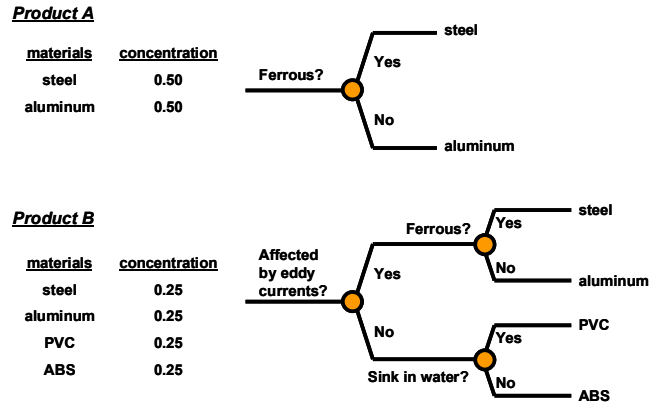 Product A
materials concentration
steel 0.50
aluminum 0.50
Ferrous?
Yes
No
steel
aluminum
Product B
materials concentration
steel 0.25
aluminum 0.25
PVC 0.25
ABS 0.25
Affected
by eddy
currents?
Yes
No
Ferrous?
Yes
No
steel
aluminum
Sink in water?
Yes
No
PVC
ABS